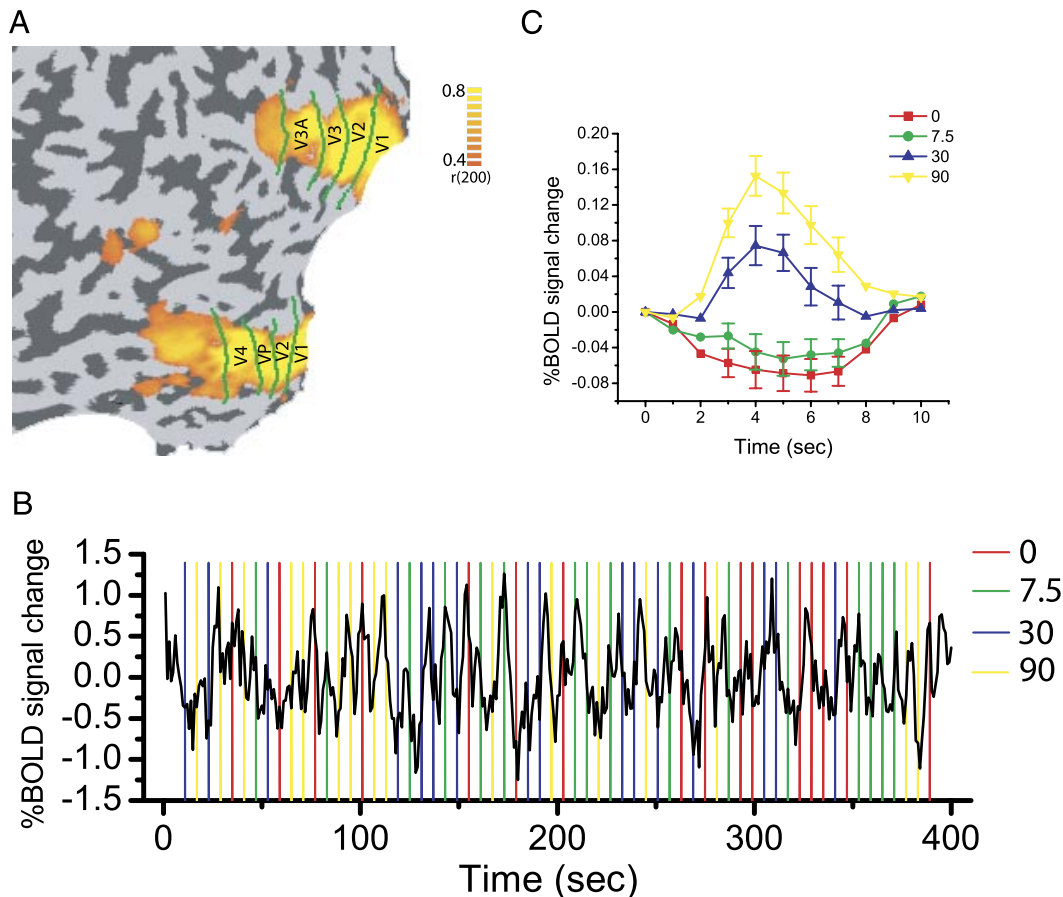 A
V3A
V3
V2
V1
V4
VP
V2
V1
0.8
0.4
r(200)
C
0
7.5
30
90
0.20
0.16
0.12
0.08
0.04
0.00
-0.04
-0.08
%BOLD signal change
0 2 4 6 8 10
Time (sec)
B
1.5
1.0
0.5
0.0
-0.5
-1.0
-1.5
%BOLD signal change
0 100 200 300 400
Time (sec)
0
7.5
30
90